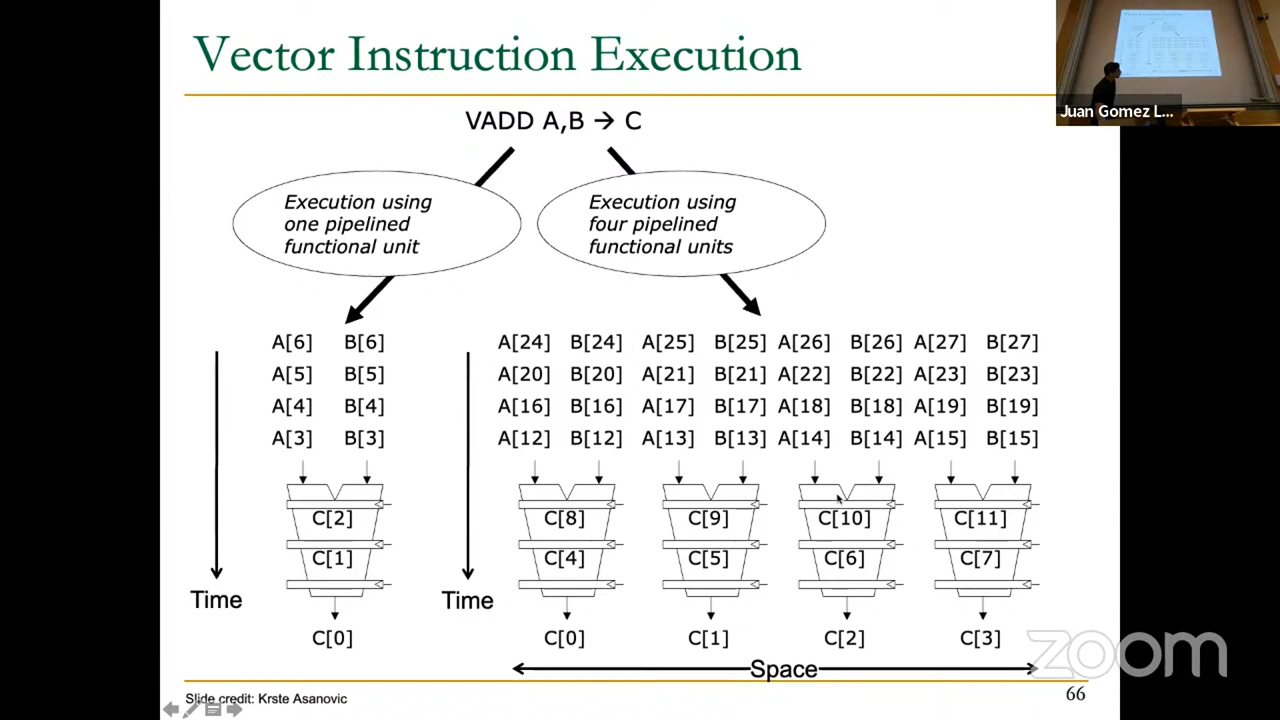 Vector Instruction Execution
Juan Gomez L...
VADD A,B → C
Execution using
one pipelined
functional unit
Execution using
four pipelined
functional units
A[6] B[6] A[24] B[24] A[25] B[25] A[26] B[26] A[27] B[27]
A[5] B[5] A[20] B[20] A[21] B[21] A[22] B[22] A[23] B[23]
A[4] B[4] A[16] B[16] A[17] B[17] A[18] B[18] A[19] B[19]
A[3] B[3] A[12] B[12] A[13] B[13] A[14] B[14] A[15] B[15]
C[2] C[8] C[9] C[10] C[11]
C[1] C[4] C[5] C[6] C[7]
Time Time
C[0] C[0] C[1] C[2] C[3]
zoom
Space
Slide credit: Krste Asanovic
66